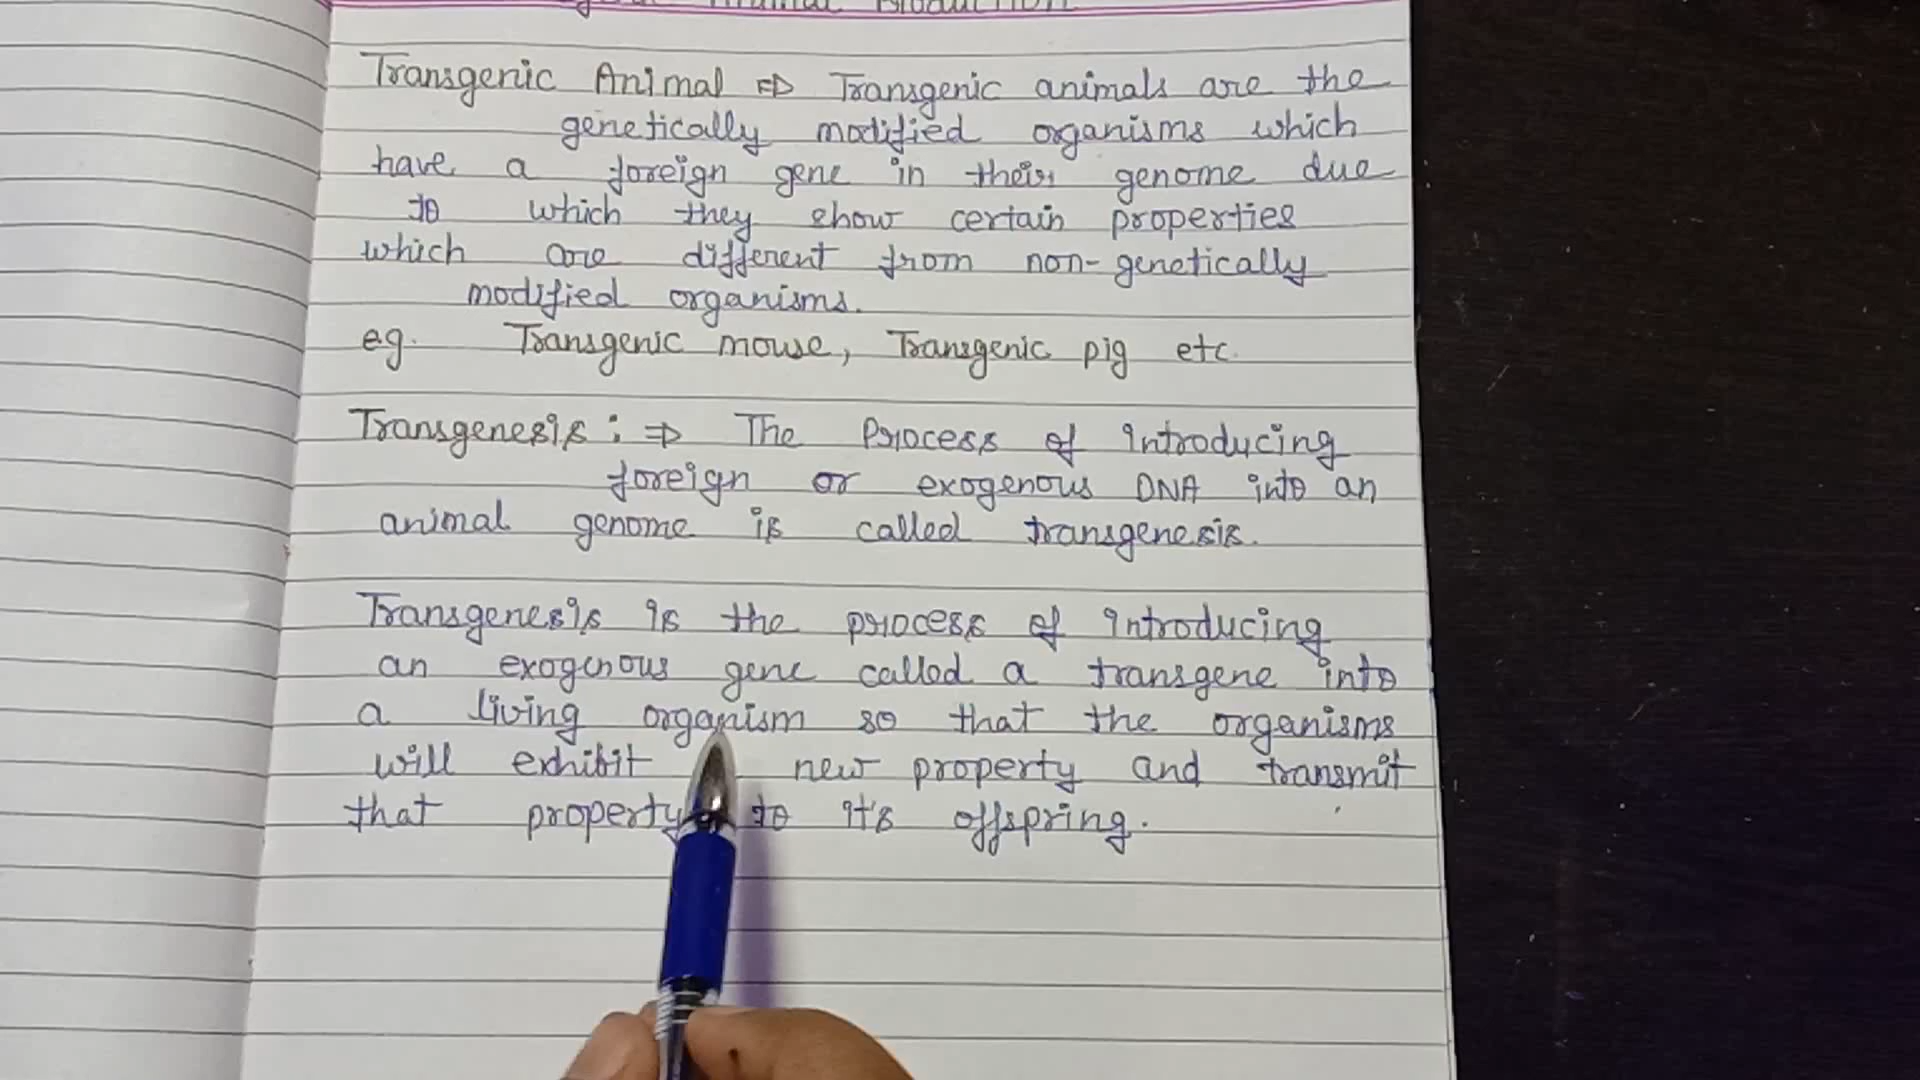 Animal Production
Transgenic Animal ⇒ Transgenic animals are the
genetically modified organisms which
have a foreign gene in their genome due
to which they show certain properties
which are different from non-genetically
modified organisms.
eg. Transgenic mouse, Transgenic pig etc.
Transgenesis : ⇒ The Process of introducing
foreign or exogenous DNA into an
animal genome is called transgenesis.
Transgenesis is the process of introducing
an exogenous gene called a transgene into
a living organism so that the organisms
will exhibit new property and transmit
that property to it's offspring.